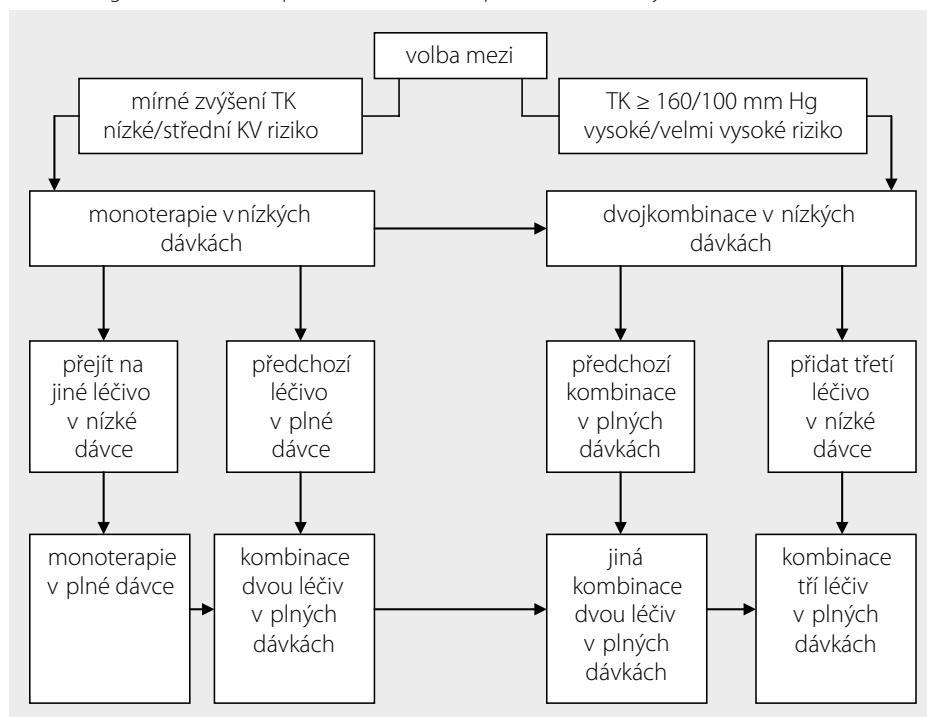 volba mezi
mírné zvýšení TK
nízké/střední KV riziko
TK ≥ 160/100 mm Hg
vysoké/velmi vysoké riziko
monoterapie v nízkých
dávkách
dvojkombinace v nízkých
dávkách
přejít na
jiné léčivo
v nízké
dávce
předchozí
léčivo
v plné
dávce
předchozí
kombinace
v plných
dávkách
přidat třetí
léčivo
v nízké
dávce
monoterapie
v plné dávce
kombinace
dvou léčiv
v plných
dávkách
jiná
kombinace
dvou léčiv
v plných
dávkách
kombinace
tří léčiv
v plných
dávkách